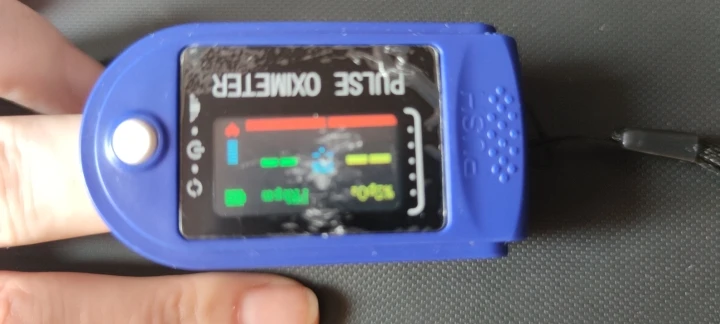 %SpO₂ PRbpm
-- --
PULSE OXIMETER